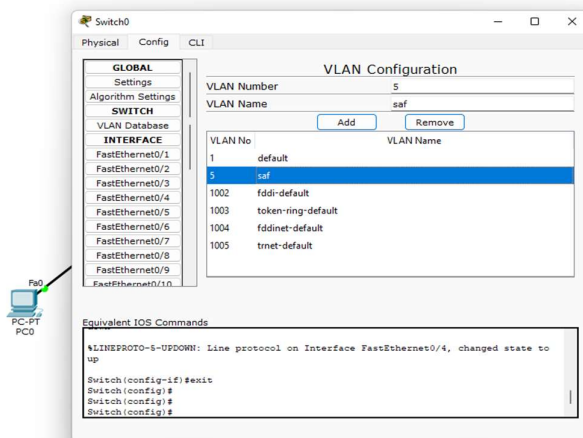 Switch0
Physical Config CLI
GLOBAL
Settings
Algorithm Settings
SWITCH
VLAN Database
INTERFACE
FastEthernet0/1
FastEthernet0/2
FastEthernet0/3
FastEthernet0/4
FastEthernet0/5
FastEthernet0/6
FastEthernet0/7
FastEthernet0/8
FastEthernet0/9
FastEthernet0/10
VLAN Configuration
VLAN Number 5
VLAN Name saf
Add Remove
VLAN No VLAN Name
1 default
5 saf
1002 fddi-default
1003 token-ring-default
1004 fddinet-default
1005 trnet-default
Fa0
PC-PT
PC0
Equivalent IOS Commands
%LINEPROTO-5-UPDOWN: Line protocol on Interface FastEthernet0/4, changed state to
up
Switch(config-if)#exit
Switch(config)#
Switch(config)#
Switch(config)#